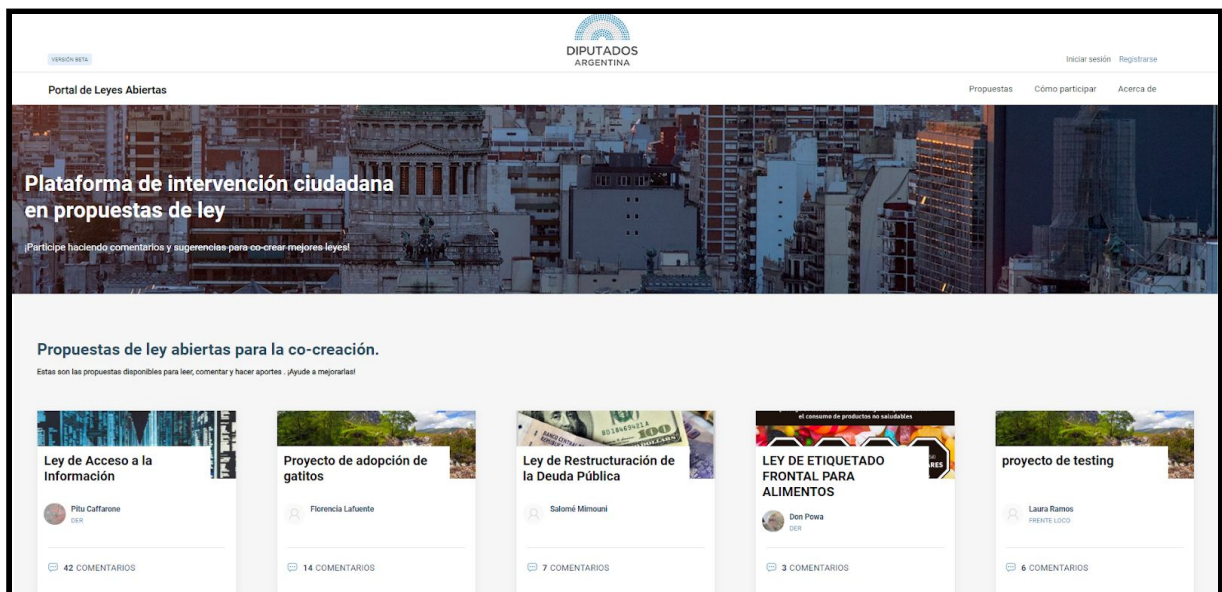 DIPUTADOS
ARGENTINA
VERSIÓN BETA
Iniciar sesión Registrarse
Portal de Leyes Abiertas
Propuestas Cómo participar Acerca de
Plataforma de intervención ciudadana
en propuestas de ley
¡Participe haciendo comentarios y sugerencias para co-crear mejores leyes!
Propuestas de ley abiertas para la co-creación.
Estas son las propuestas disponibles para leer, comentar y hacer aportes . ¡Ayude a mejorarlas!
Ley de Acceso a la
Información
Pitu Caffarone
DER
42 COMENTARIOS
Proyecto de adopción de
gatitos
Florencia Lafuente
14 COMENTARIOS
100
DOLLARS
Ley de Restructuración de
la Deuda Pública
Salomé Mimouni
7 COMENTARIOS
el consumo de productos no saludables
LEY DE ETIQUETADO
FRONTAL PARA
ALIMENTOS
Don Powa
DER
3 COMENTARIOS
proyecto de testing
Laura Ramos
FRENTE LOCO
6 COMENTARIOS